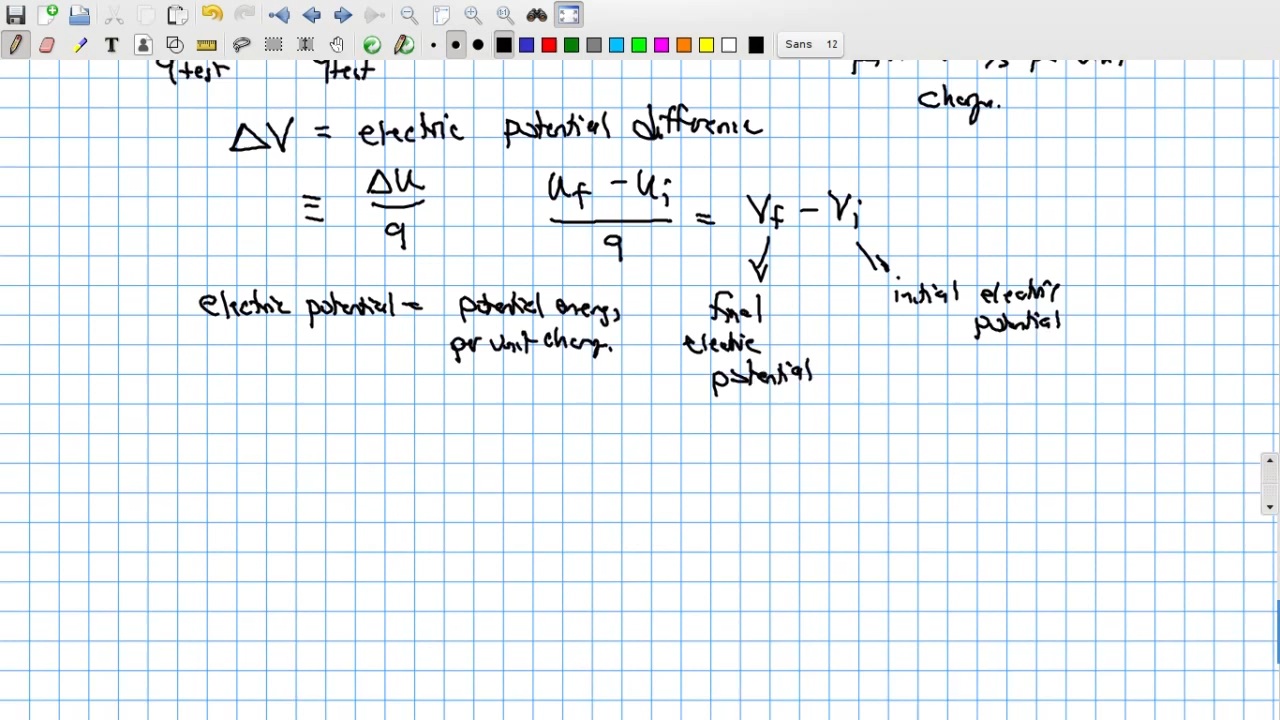 Sans 12
q test q test
charge.
ΔV = electric potential difference
≡ ΔU/q (U_f - U_i)/q = V_f - V_i
electric potential = potential energy per unit charge.
final electric potential
initial electric potential